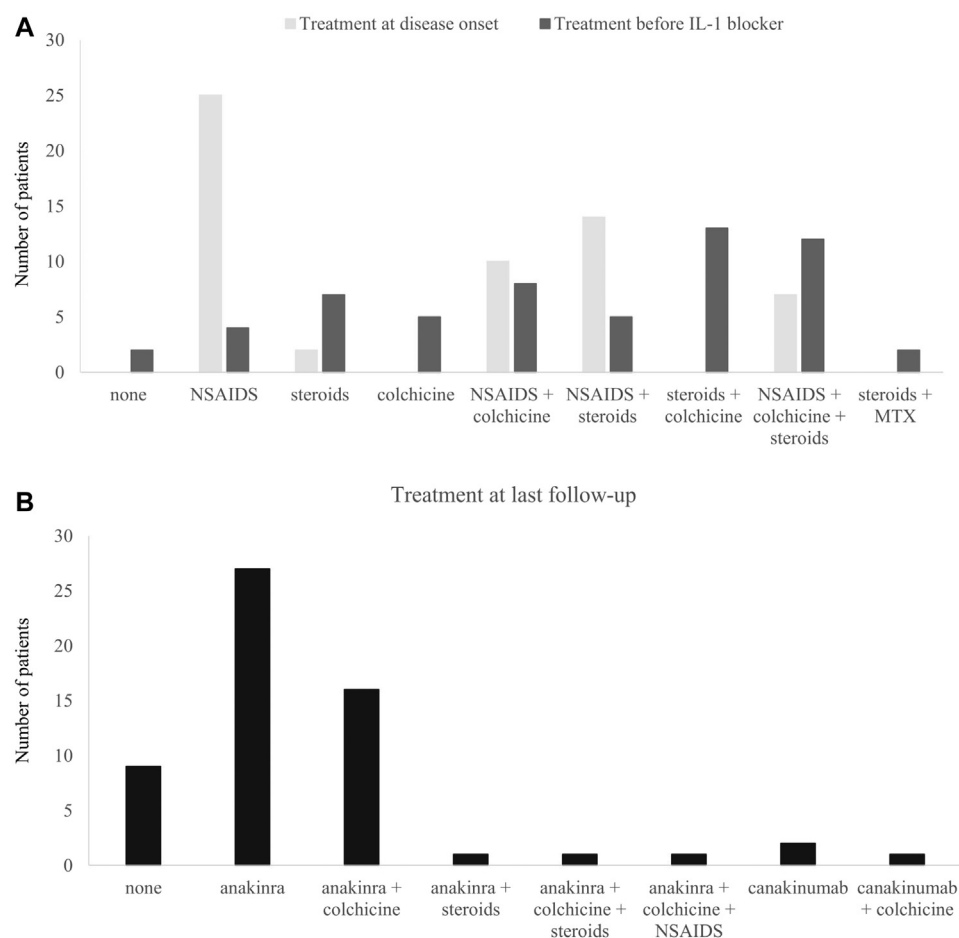 A
Treatment at disease onset
Treatment before IL-1 blocker
Number of patients
30
25
20
15
10
5
0
none
NSAIDS
steroids
colchicine
NSAIDS +
colchicine
NSAIDS +
steroids
steroids +
colchicine
NSAIDS +
colchicine +
steroids
steroids +
MTX
B
Treatment at last follow-up
Number of patients
30
25
20
15
10
5
0
none
anakinra
anakinra +
colchicine
anakinra +
steroids
anakinra +
colchicine +
steroids
anakinra +
colchicine +
NSAIDS
canakinumab
canakinumab
+ colchicine